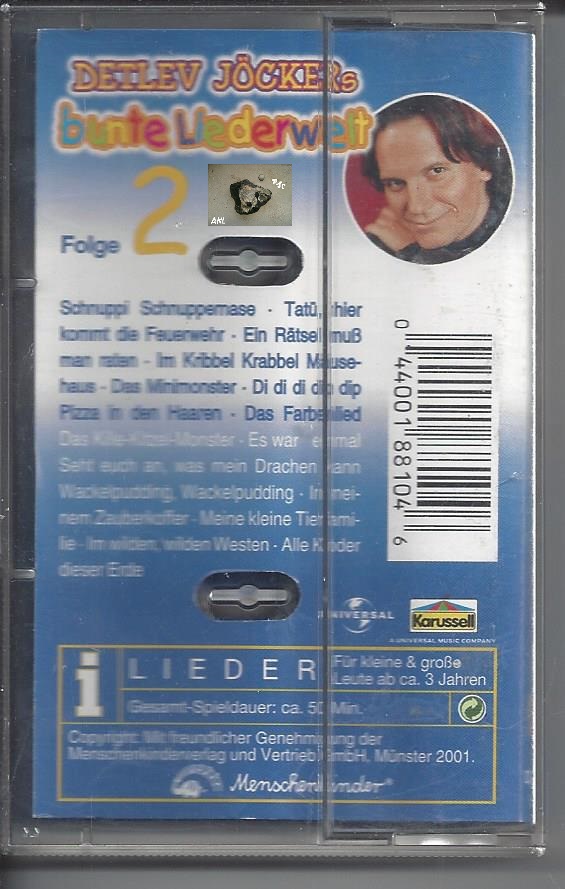 DETLEV JÖCKERs
bunte Liederwelt
Folge 2
AKL
Schnuppi Schnuppernase · Tatü, hier
kommt die Feuerwehr · Ein Rätsel muß
man raten · Im Kribbel Krabbel Mäuse-
haus · Das Minimonster · Di di di dip dip
Pizza in den Haaren · Das Farbenlied
Das Kille-Kitzel-Monster · Es war einmal
Seht euch an, was mein Drachen kann
Wackelpudding, Wackelpudding · In mei-
nem Zauberkoffer · Meine kleine Tierfami-
lie · Im wilden, wilden Westen · Alle Kinder
dieser Erde
0 44001 88104 6
UNIVERSAL
Karussell
A UNIVERSAL MUSIC COMPANY
i
LIEDER
Für kleine & große
Leute ab ca. 3 Jahren
Gesamt-Spieldauer: ca. 50 Min.
Copyright: Mit freundlicher Genehmigung der
Menschenkinderverlag und Vertrieb GmbH, Münster 2001.
Menschenkinder®